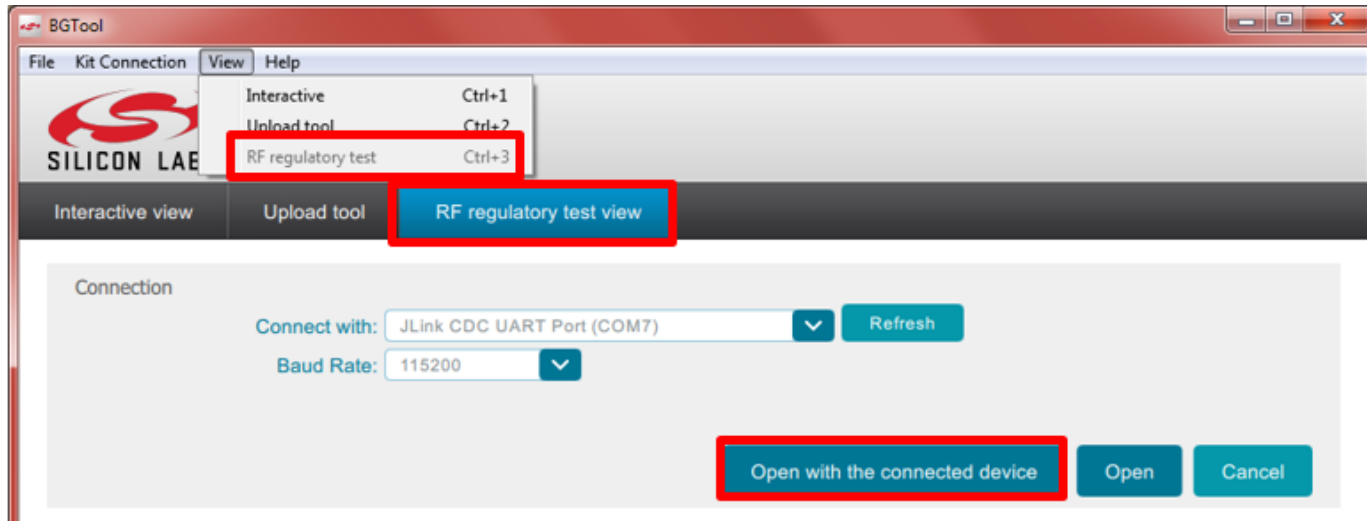 BGTool
File Kit Connection View Help
Interactive Ctrl+1
Upload tool Ctrl+2
RF regulatory test Ctrl+3
SILICON LAB
Interactive view Upload tool RF regulatory test view
Connection
Connect with: JLink CDC UART Port (COM7) Refresh
Baud Rate: 115200
Open with the connected device Open Cancel